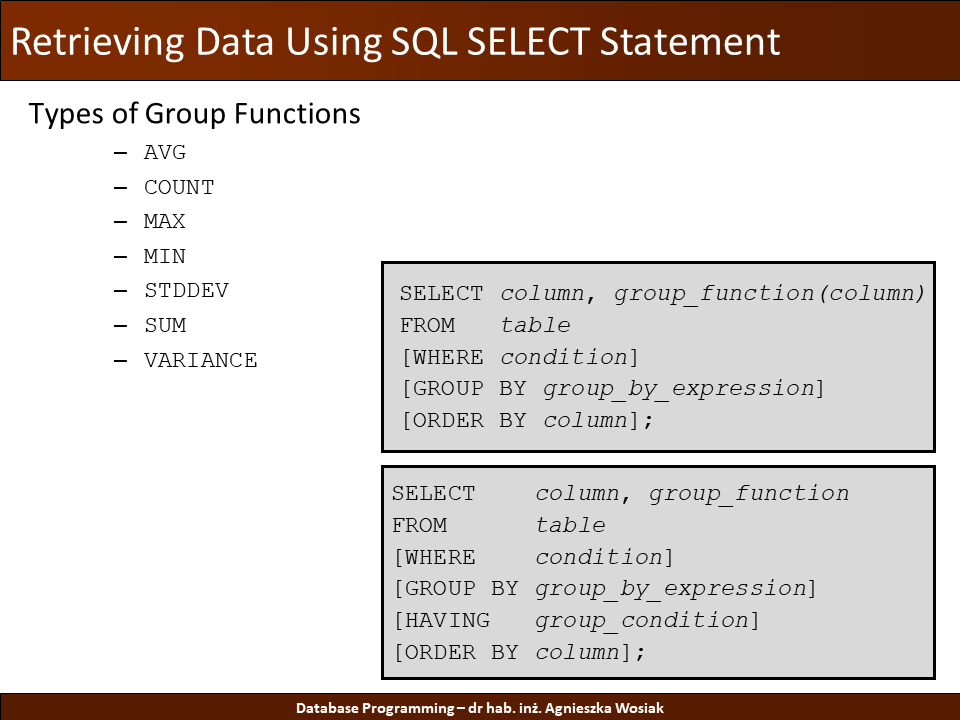 Retrieving Data Using SQL SELECT Statement
Types of Group Functions
– AVG
– COUNT
– MAX
– MIN
– STDDEV
– SUM
– VARIANCE
SELECT column, group_function(column)
FROM table
[WHERE condition]
[GROUP BY group_by_expression]
[ORDER BY column];
SELECT column, group_function
FROM table
[WHERE condition]
[GROUP BY group_by_expression]
[HAVING group_condition]
[ORDER BY column];
Database Programming – dr hab. inż. Agnieszka Wosiak